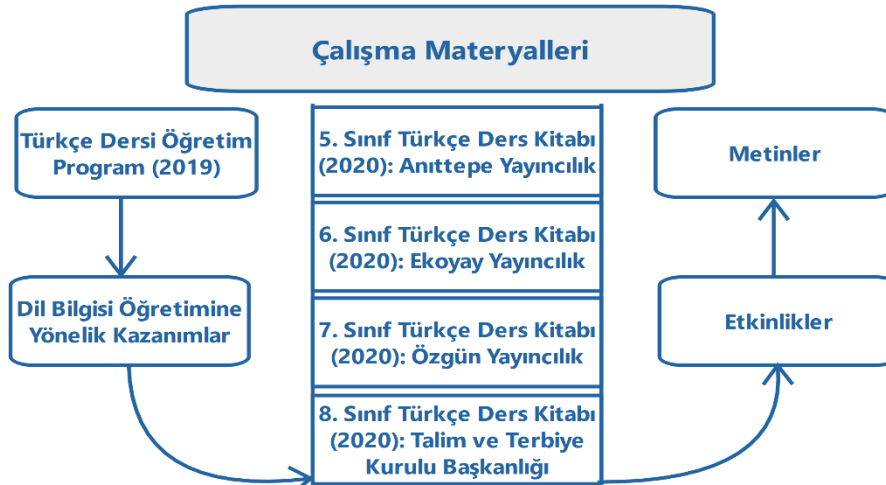 Çalışma Materyalleri
Türkçe Dersi Öğretim
Program (2019)
Dil Bilgisi Öğretimine
Yönelik Kazanımlar
5. Sınıf Türkçe Ders Kitabı
(2020): Anıttepe Yayıncılık
6. Sınıf Türkçe Ders Kitabı
(2020): Ekoyay Yayıncılık
7. Sınıf Türkçe Ders Kitabı
(2020): Özgün Yayıncılık
8. Sınıf Türkçe Ders Kitabı
(2020): Talim ve Terbiye
Kurulu Başkanlığı
Metinler
Etkinlikler